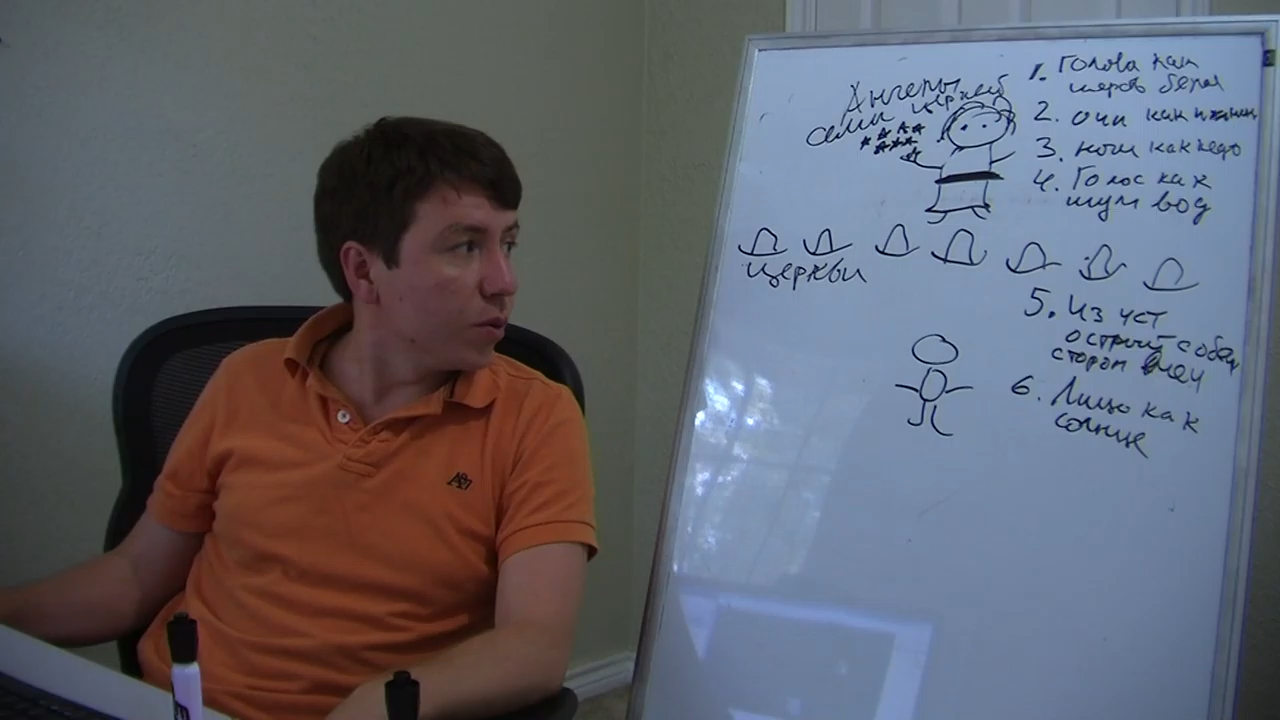 Ангелы
семи церквей
1. Голова как
шерсть белая
2. очи как пламень
3. ноги как
4. Голос как
шум вод
церкви
5. Из уст
острый с обеих
сторон меч
6. Лицо как
солнце